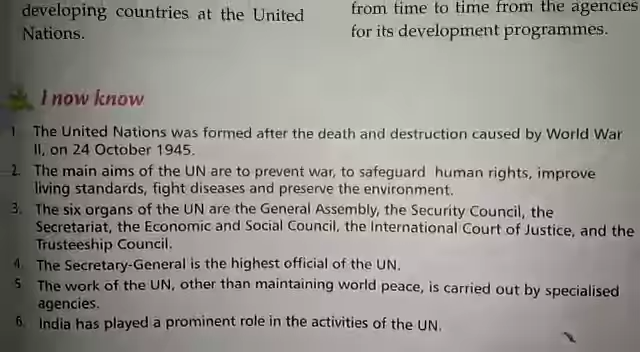 developing countries at the United
Nations.
from time to time from the agencies
for its development programmes.
I now know
1. The United Nations was formed after the death and destruction caused by World War
II, on 24 October 1945.
2. The main aims of the UN are to prevent war, to safeguard human rights, improve
living standards, fight diseases and preserve the environment.
3. The six organs of the UN are the General Assembly, the Security Council, the
Secretariat, the Economic and Social Council, the International Court of Justice, and the
Trusteeship Council.
4. The Secretary-General is the highest official of the UN.
5. The work of the UN, other than maintaining world peace, is carried out by specialised
agencies.
6. India has played a prominent role in the activities of the UN.